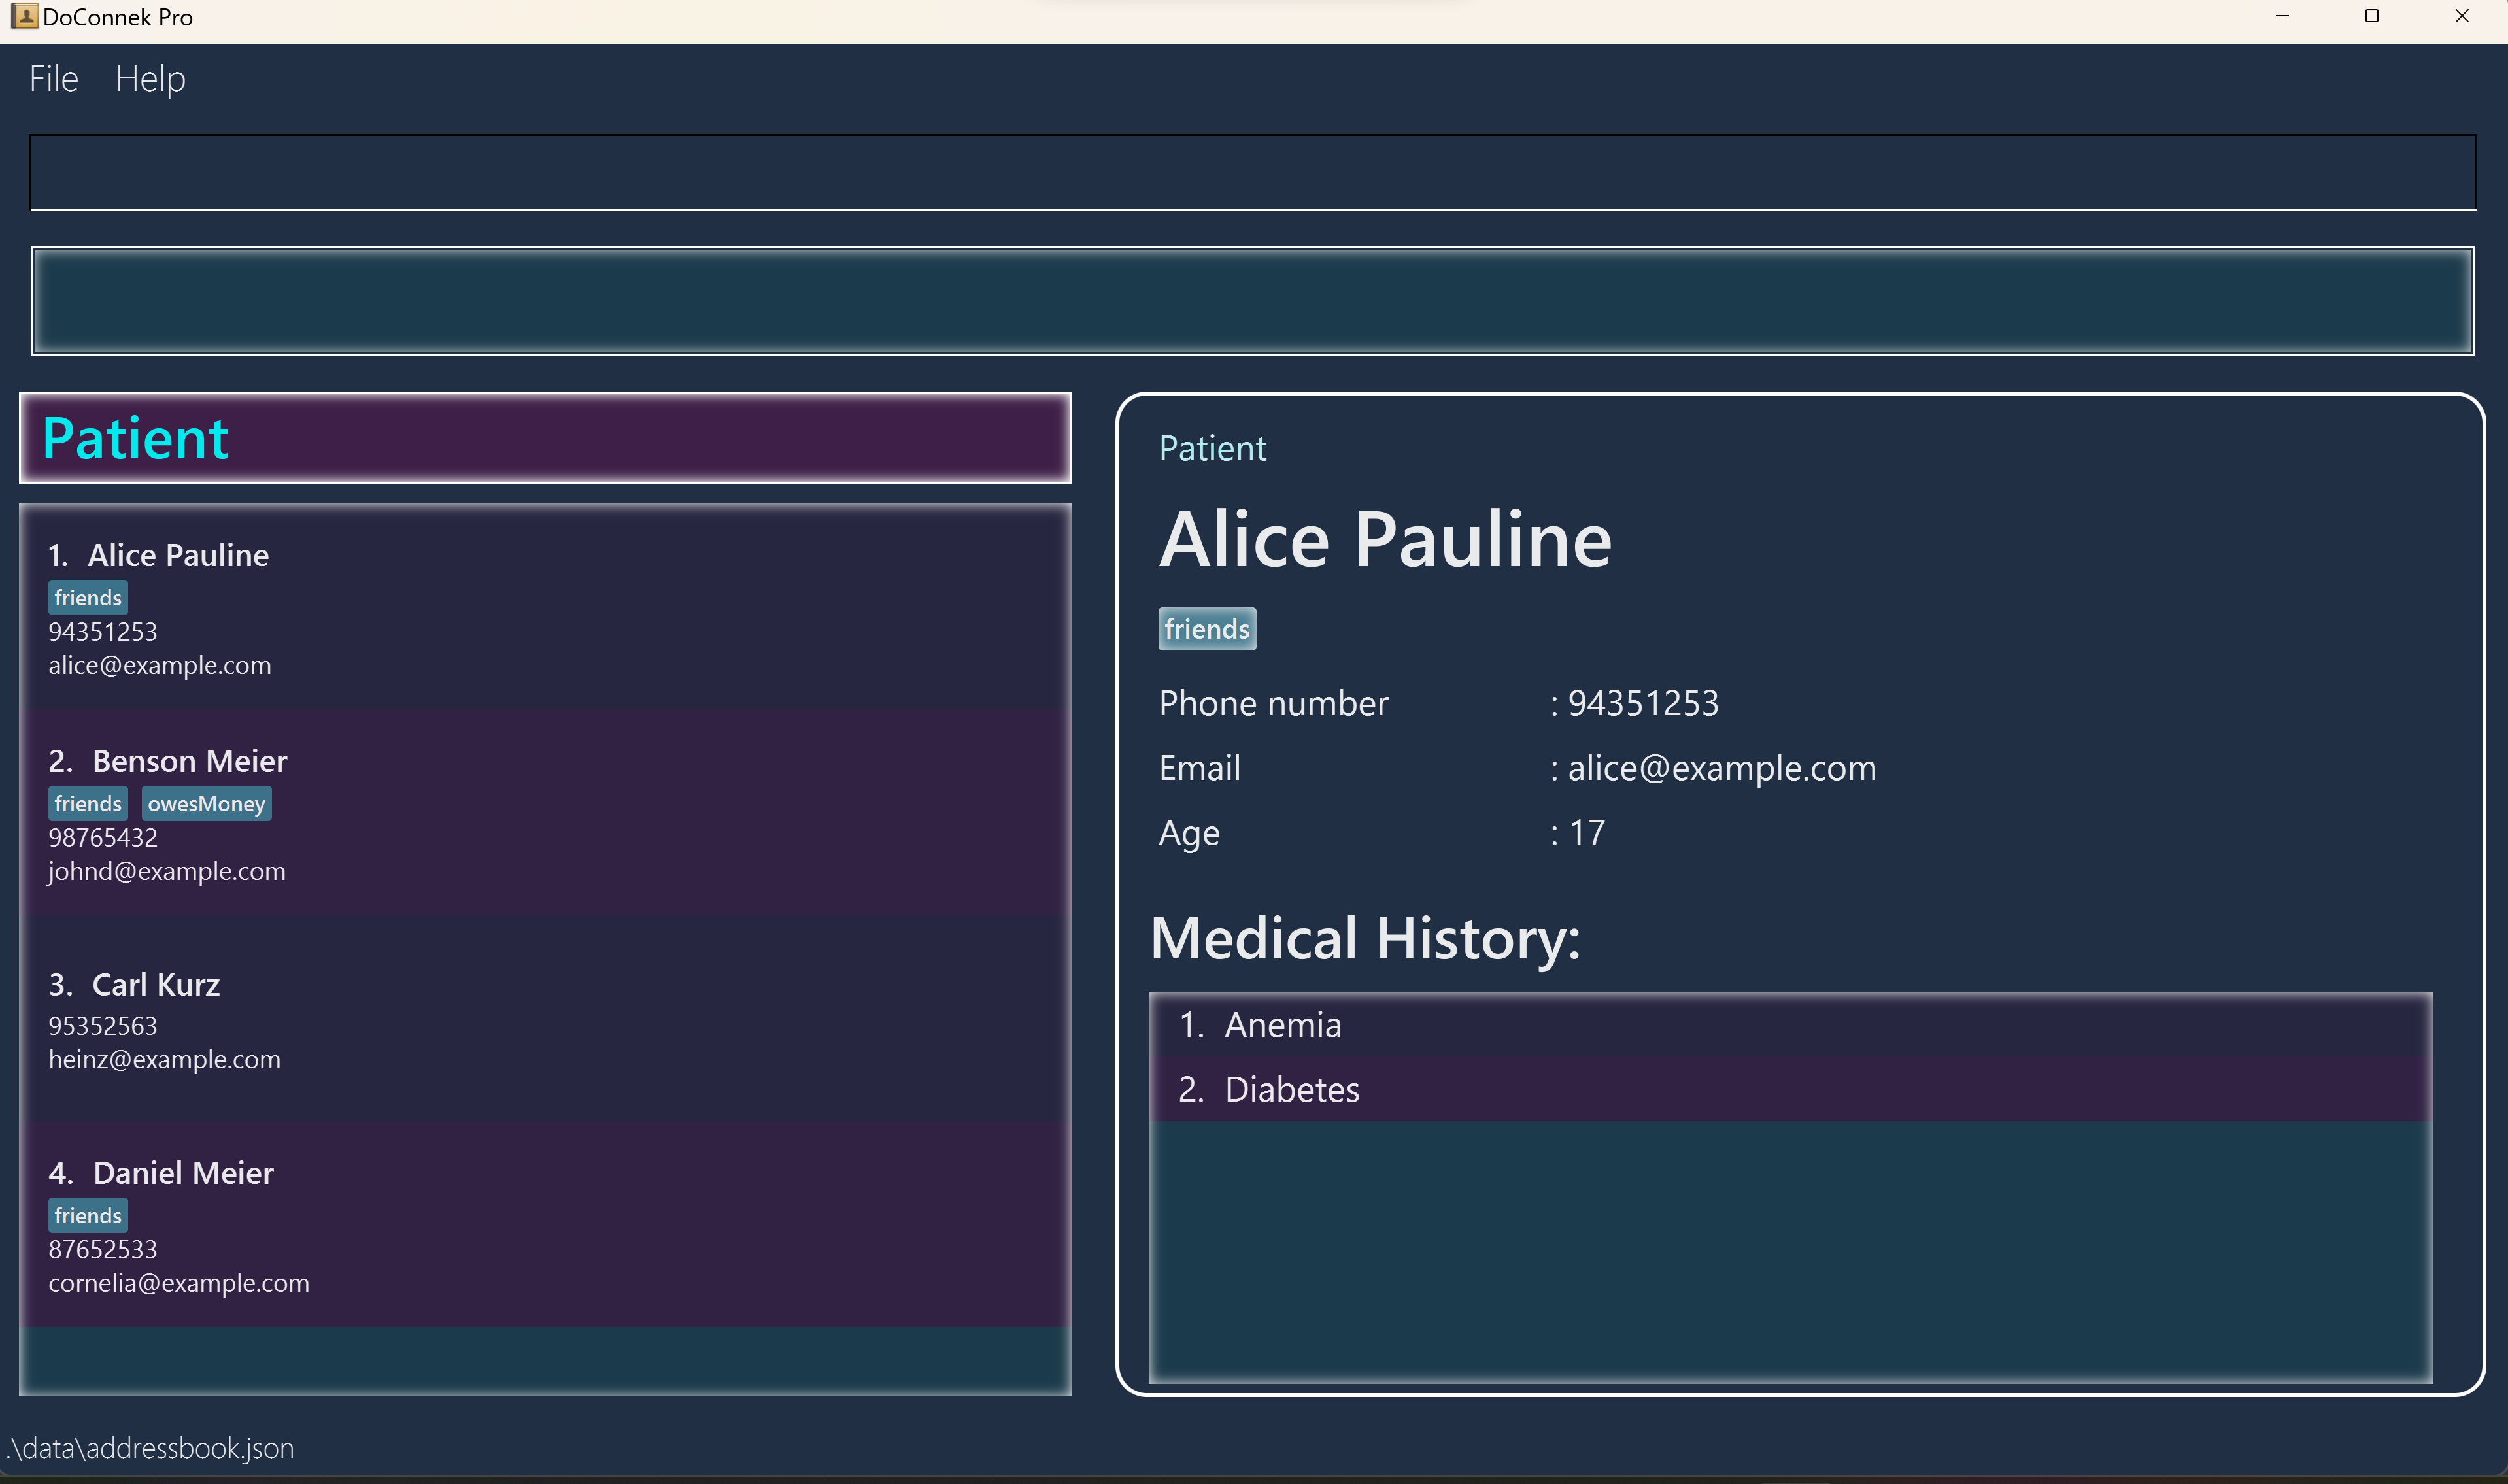 DoConnek Pro
File Help
Patient
1. Alice Pauline
friends
94351253
alice@example.com
2. Benson Meier
friends owesMoney
98765432
johnd@example.com
3. Carl Kurz
95352563
heinz@example.com
4. Daniel Meier
friends
87652533
cornelia@example.com
Patient
Alice Pauline
friends
Phone number : 94351253
Email : alice@example.com
Age : 17
Medical History:
1. Anemia
2. Diabetes
.\data\addressbook.json